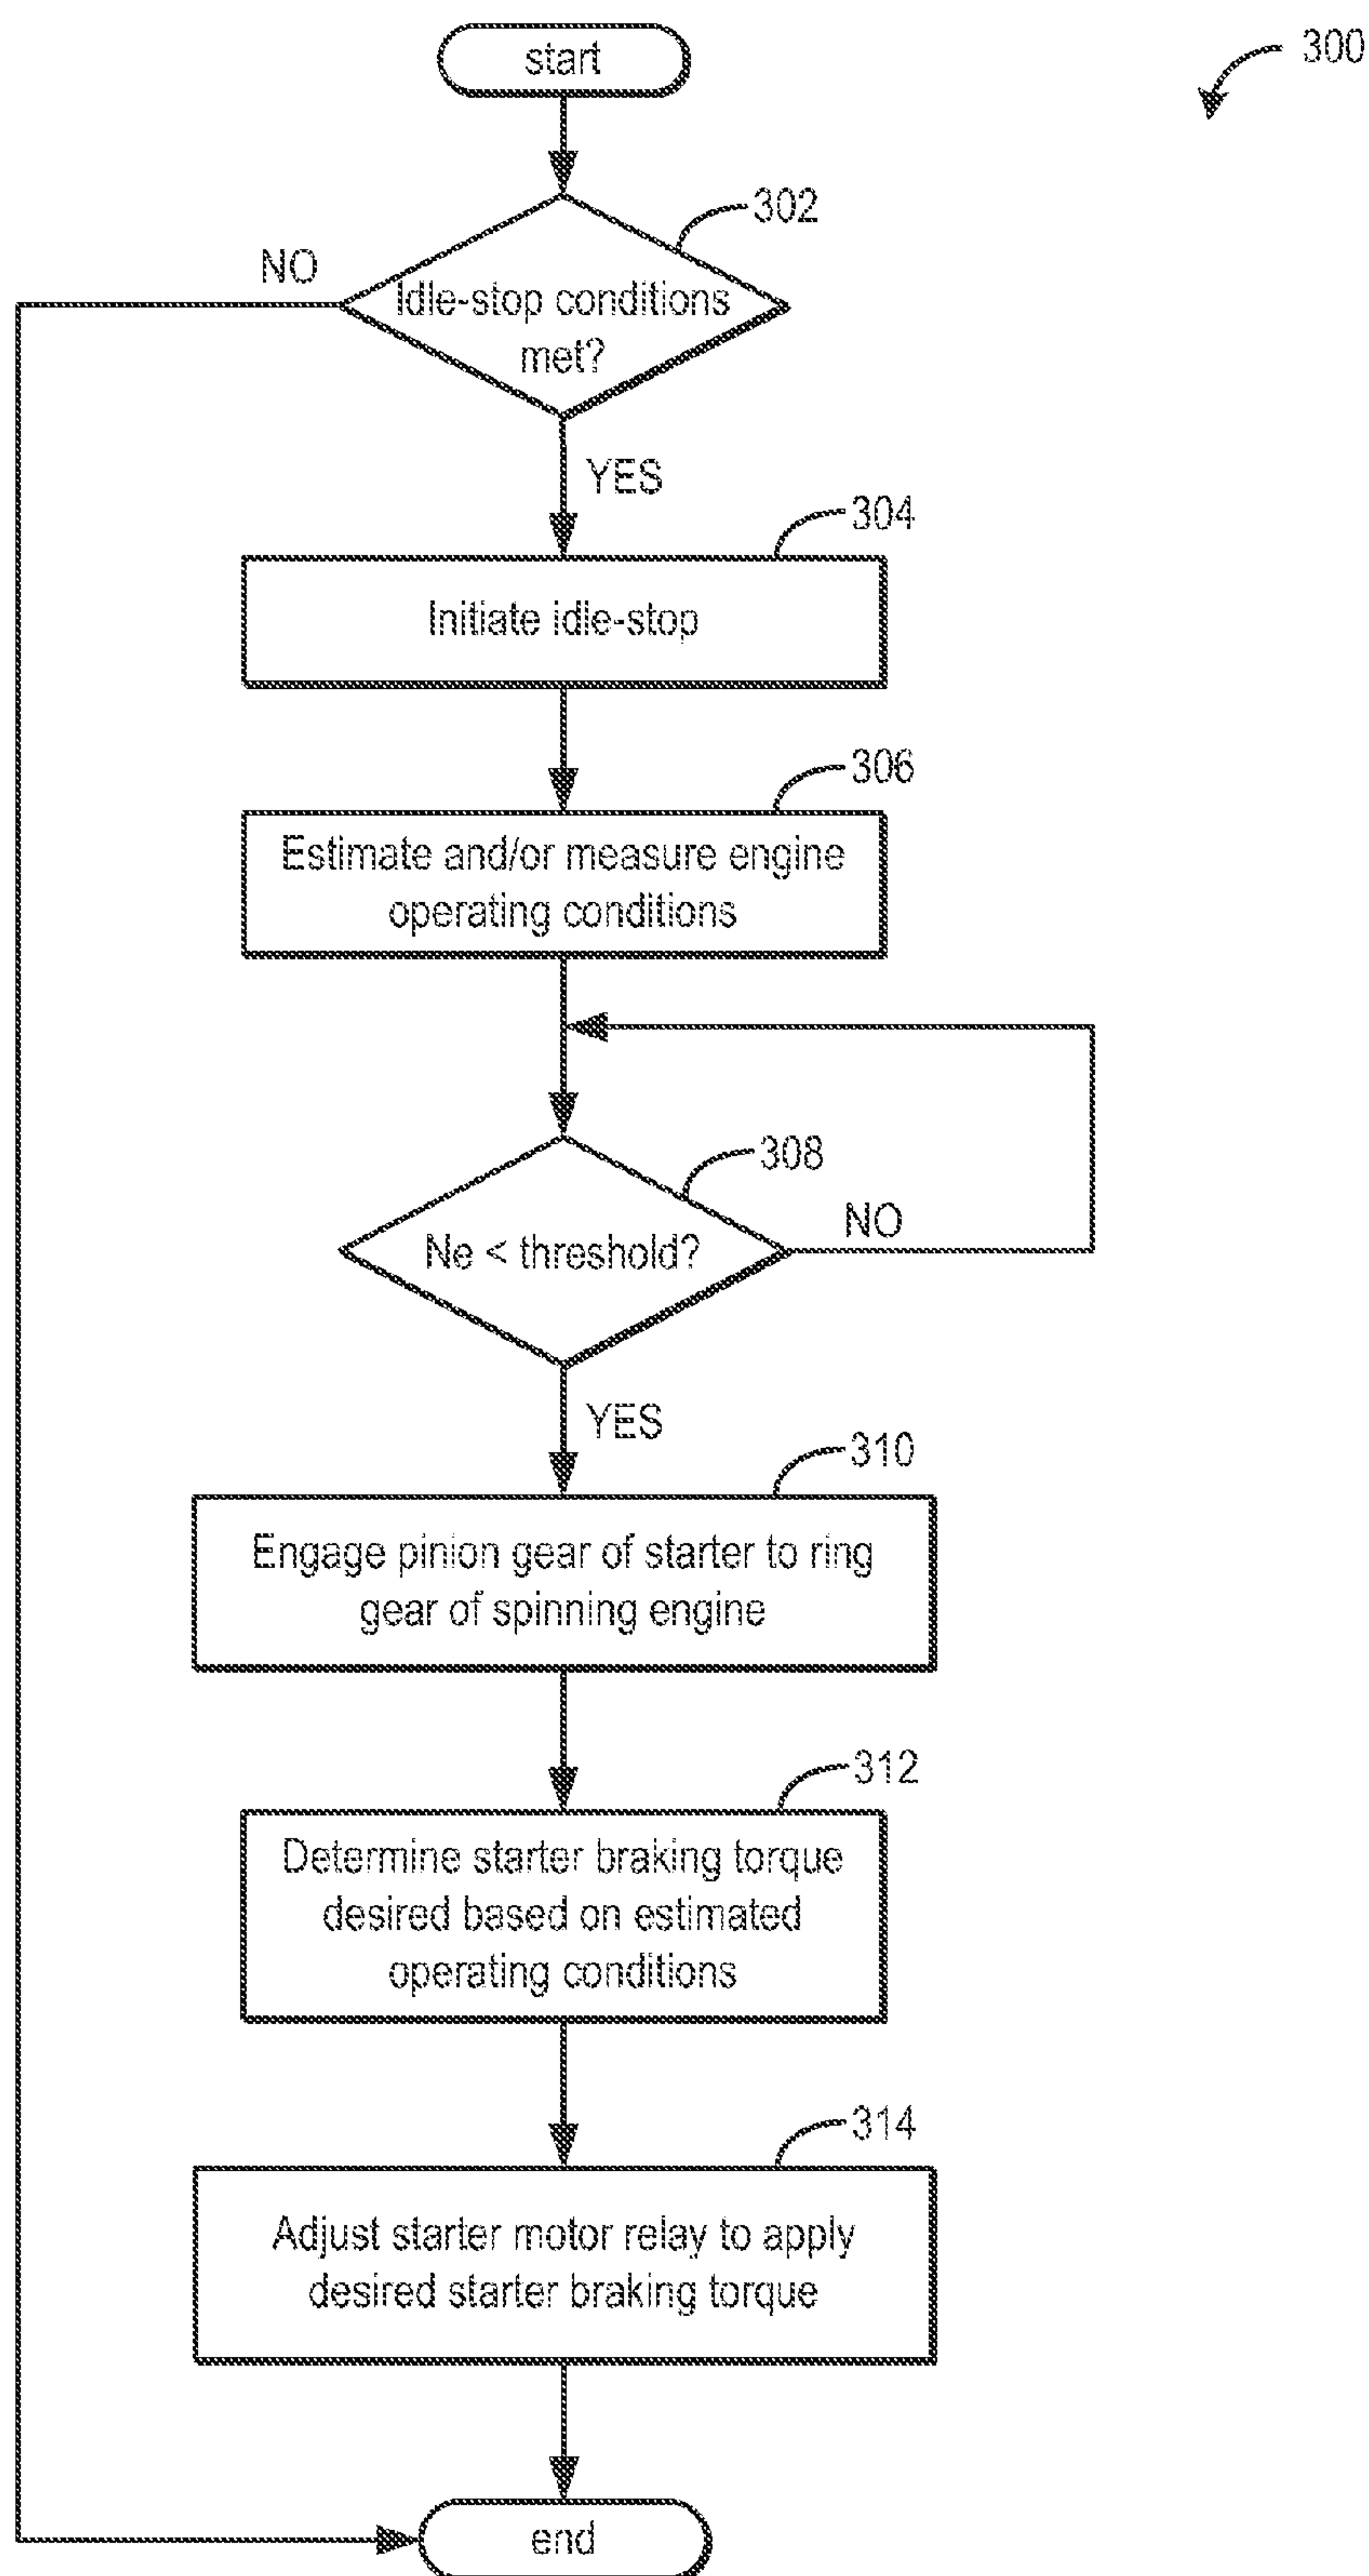 start
300
302
NO
Idle-stop conditions
met?
YES
304
Initiate idle-stop
306
Estimate and/or measure engine
operating conditions
308
Ne < threshold?
NO
YES
310
Engage pinion gear of starter to ring
gear of spinning engine
312
Determine starter braking torque
desired based on estimated
operating conditions
314
Adjust starter motor relay to apply
desired starter braking torque
end